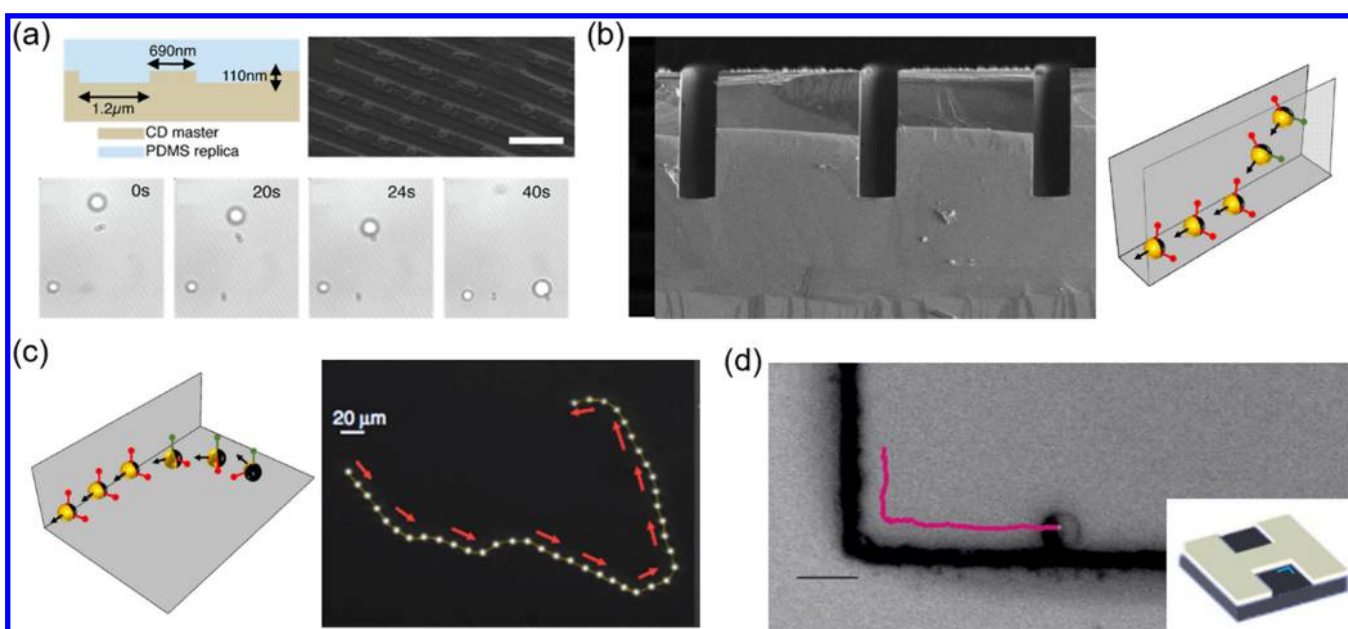 (a)
690nm
110nm
1.2µm
CD master
PDMS replica
0s
20s
24s
40s
(b)
(c)
20 µm
(d)